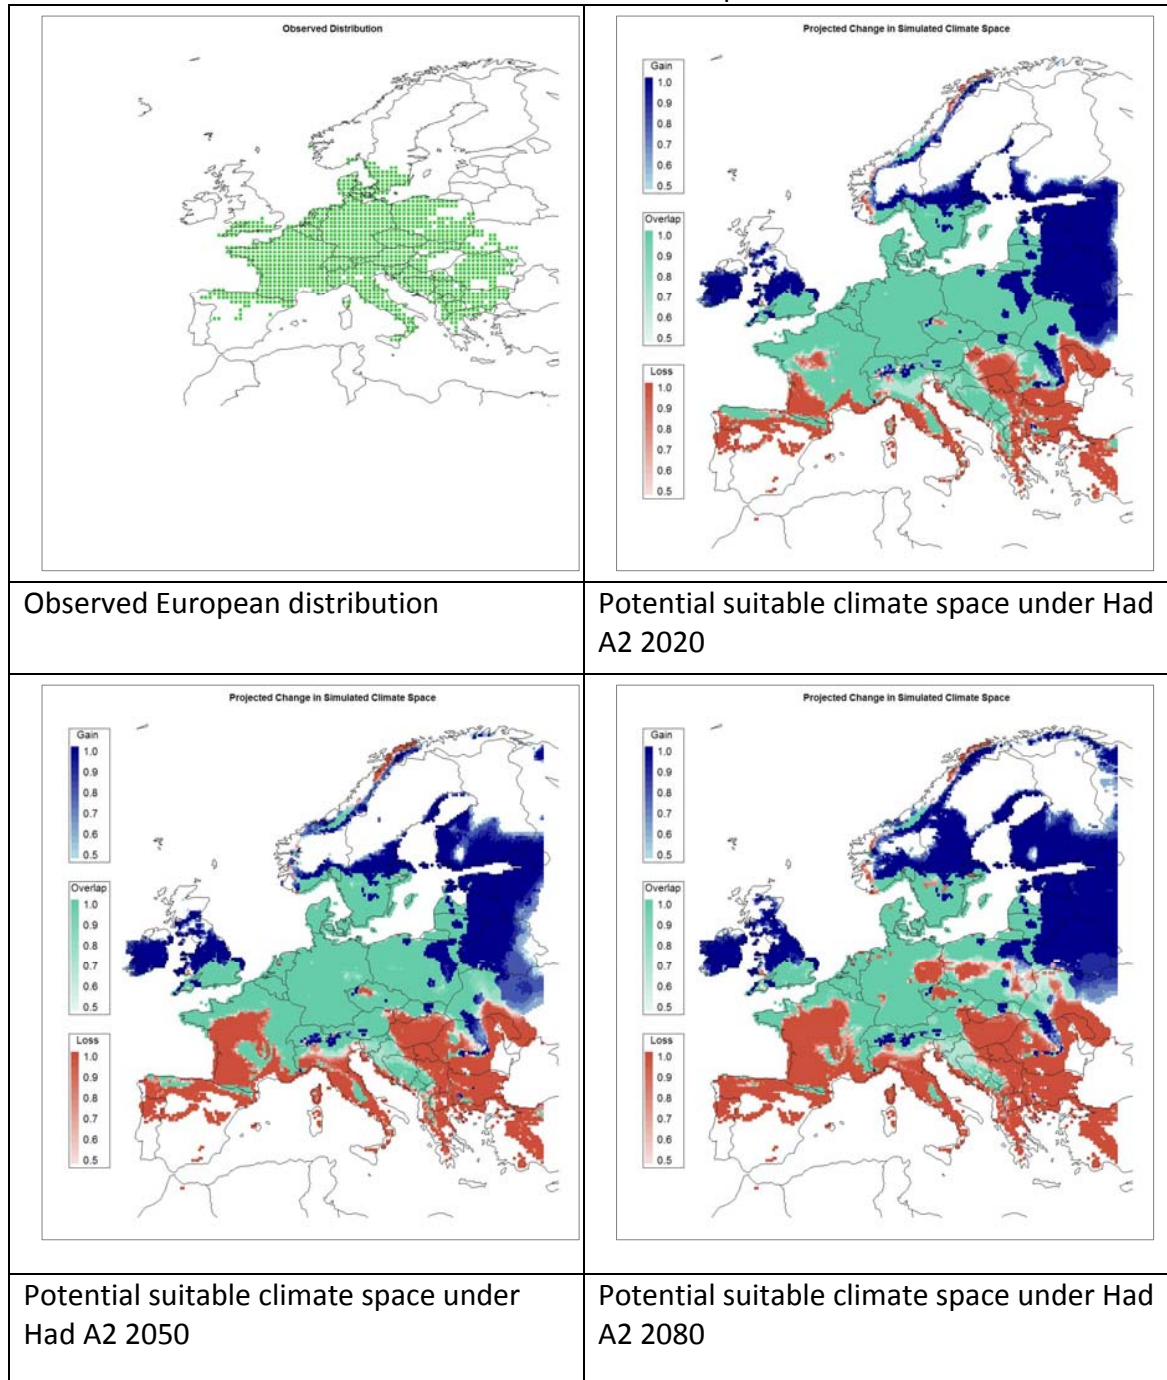 Observed Distribution
Projected Change in Simulated Climate Space
Gain
1.0
0.9
0.8
0.7
0.6
0.5
Overlap
1.0
0.9
0.8
0.7
0.6
0.5
Loss
1.0
0.9
0.8
0.7
0.6
0.5
Observed European distribution
Potential suitable climate space under Had
A2 2020
Projected Change in Simulated Climate Space
Gain
1.0
0.9
0.8
0.7
0.6
0.5
Overlap
1.0
0.9
0.8
0.7
0.6
0.5
Loss
1.0
0.9
0.8
0.7
0.6
0.5
Projected Change in Simulated Climate Space
Gain
1.0
0.9
0.8
0.7
0.6
0.5
Overlap
1.0
0.9
0.8
0.7
0.6
0.5
Loss
1.0
0.9
0.8
0.7
0.6
0.5
Potential suitable climate space under
Had A2 2050
Potential suitable climate space under Had
A2 2080